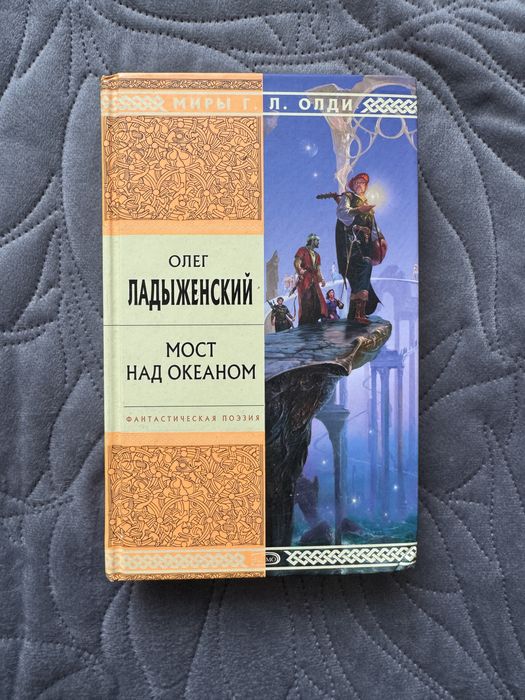 МИРЫ Г. Л. ОЛДИ
ОЛЕГ
ЛАДЫЖЕНСКИЙ
МОСТ
НАД ОКЕАНОМ
ФАНТАСТИЧЕСКАЯ ПОЭЗИЯ